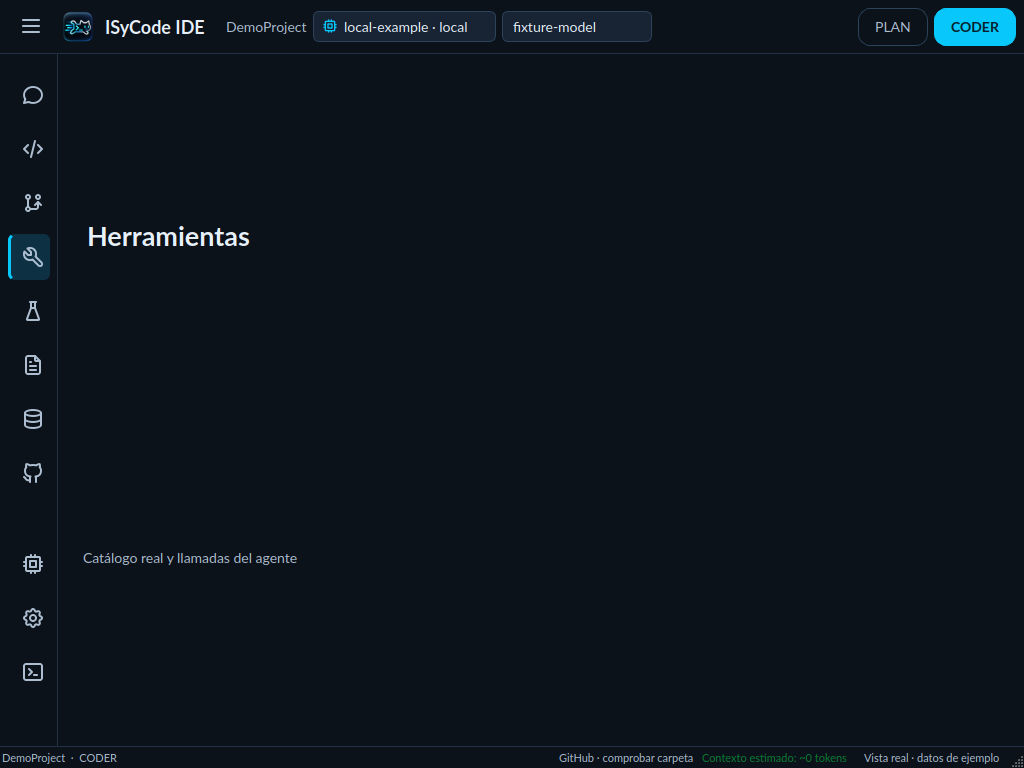 ISyCode IDE DemoProject local-example · local fixture-model PLAN CODER
Herramientas
Catálogo real y llamadas del agente
DemoProject · CODER GitHub · comprobar carpeta Contexto estimado: ~0 tokens Vista real · datos de ejemplo